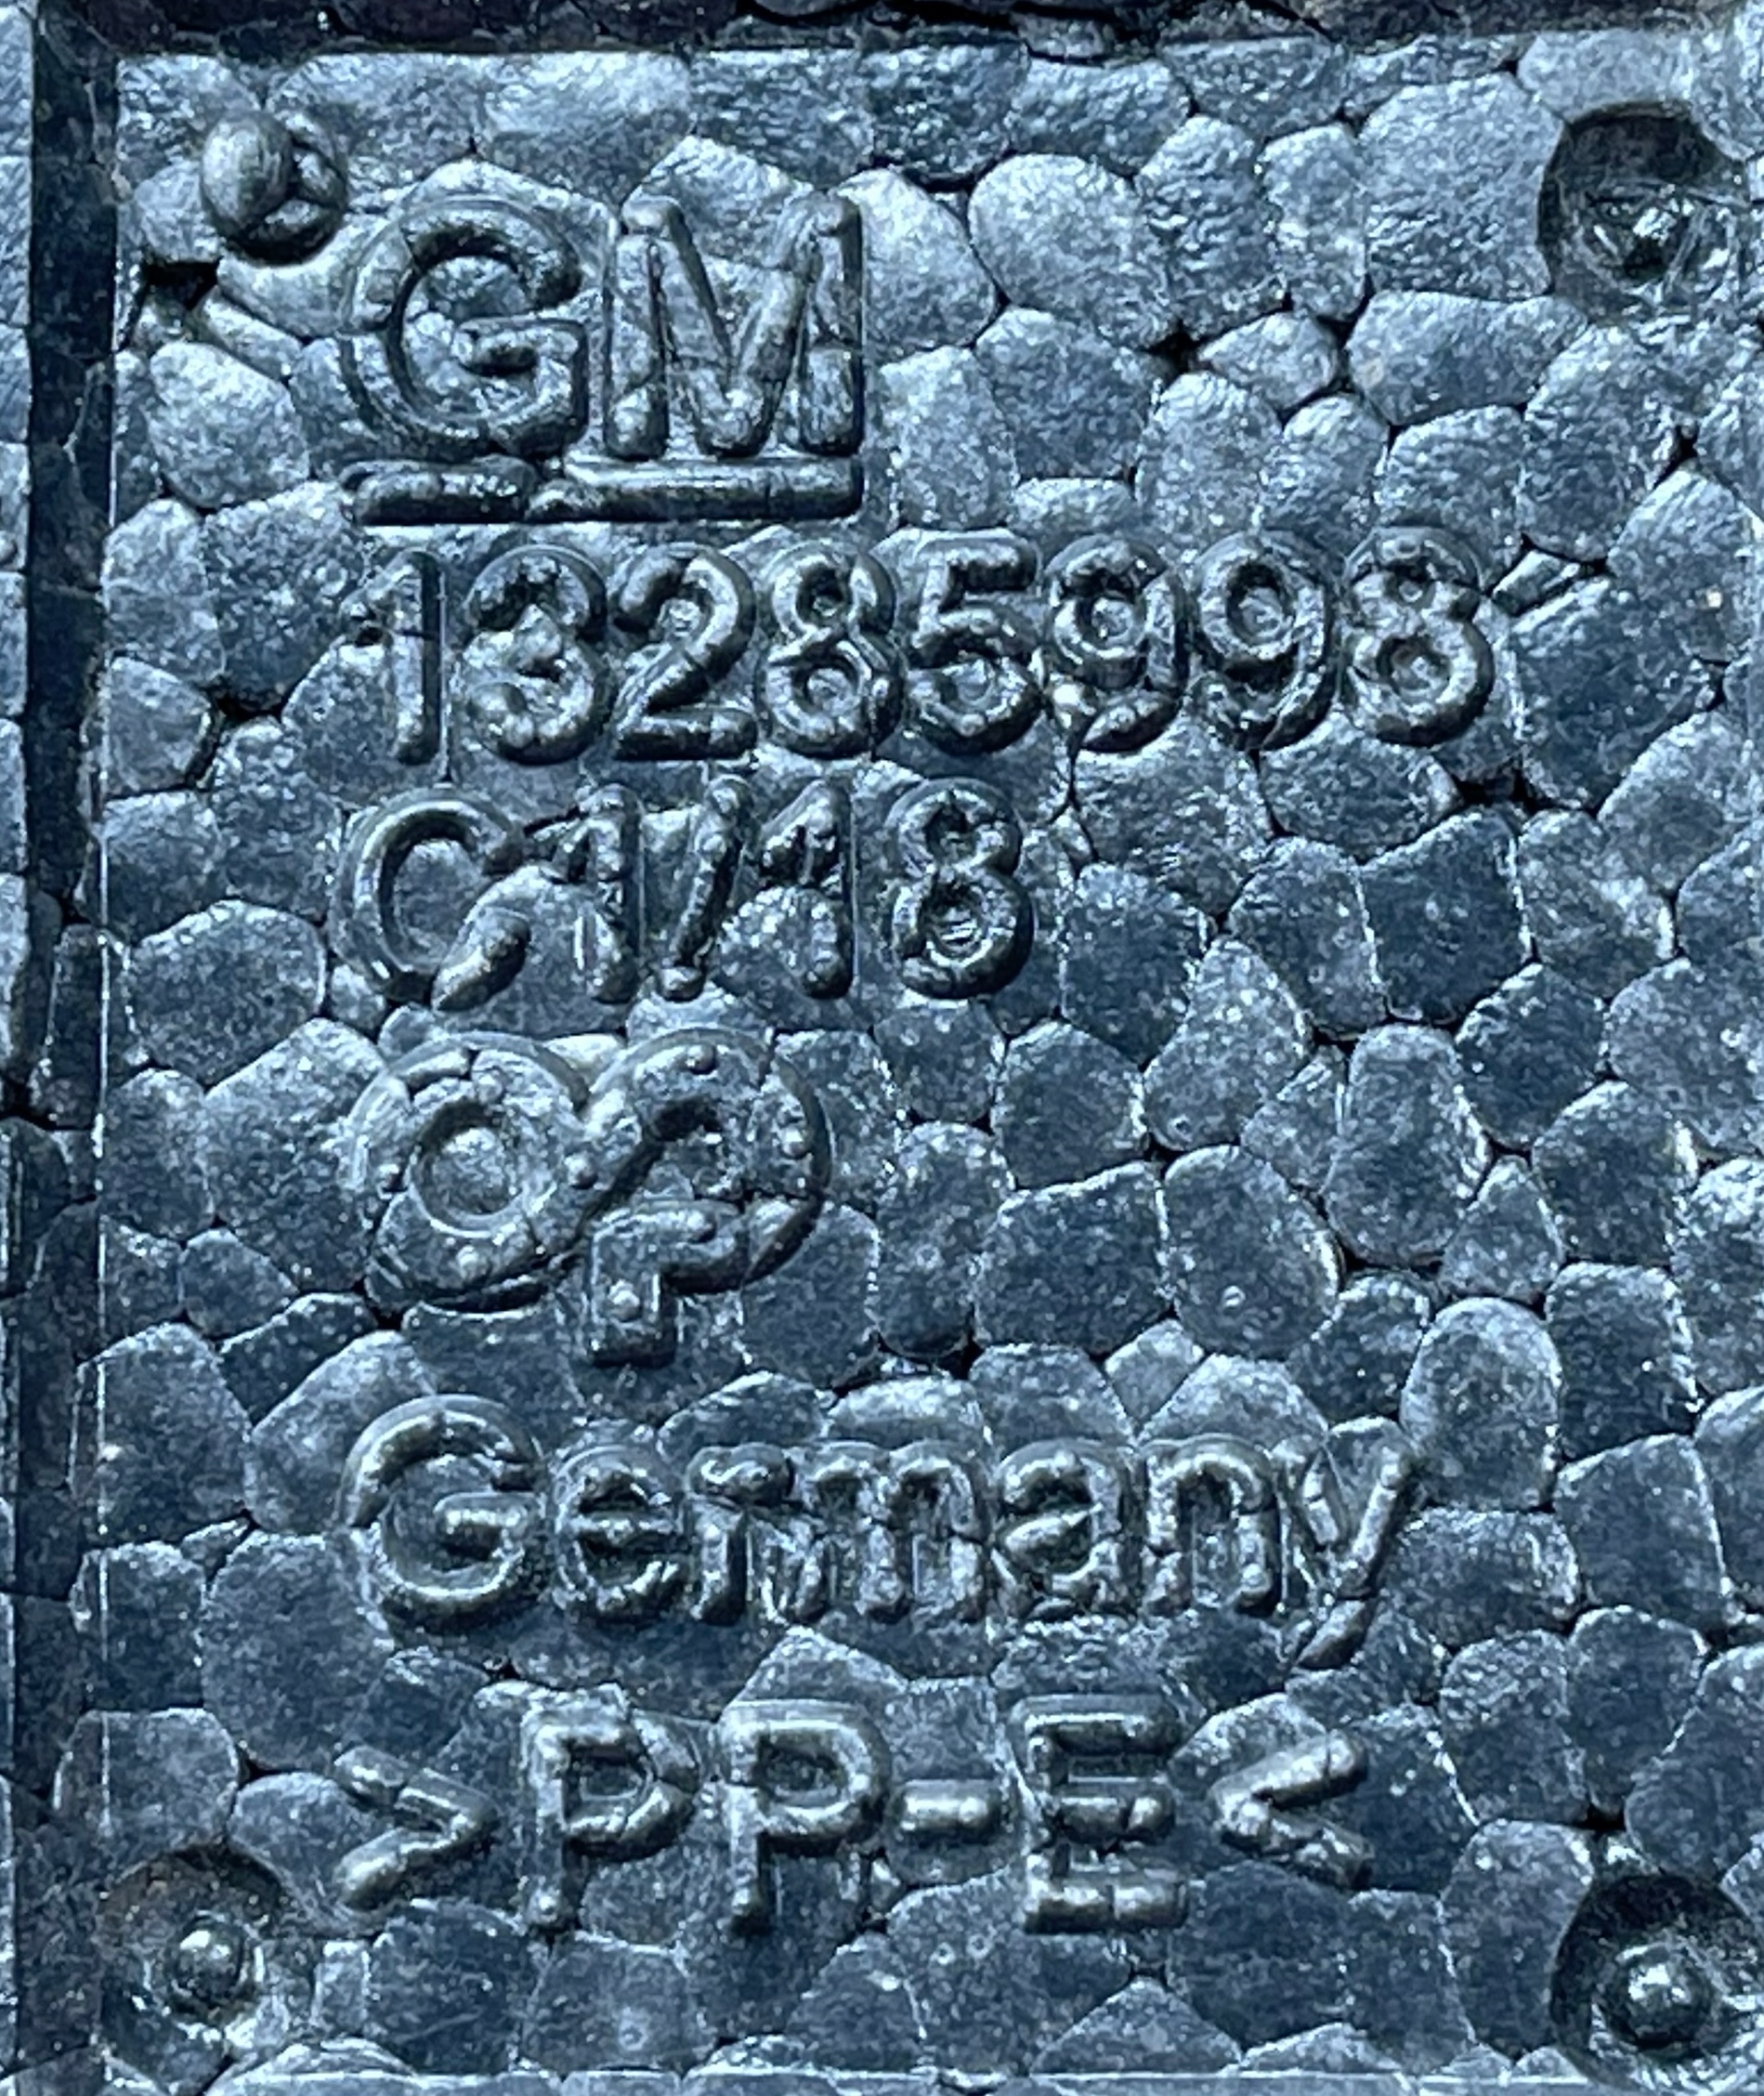 GM
13285998
C1/18
OP
Germany
>PP-E<